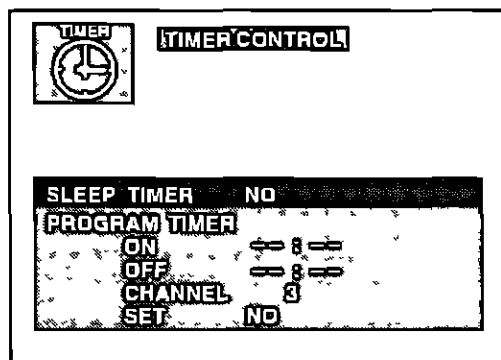 TIMER
TIMER CONTROL
SLEEP TIMER NO
PROGRAM TIMER
ON --:--
OFF --:--
CHANNEL 3
SET NO